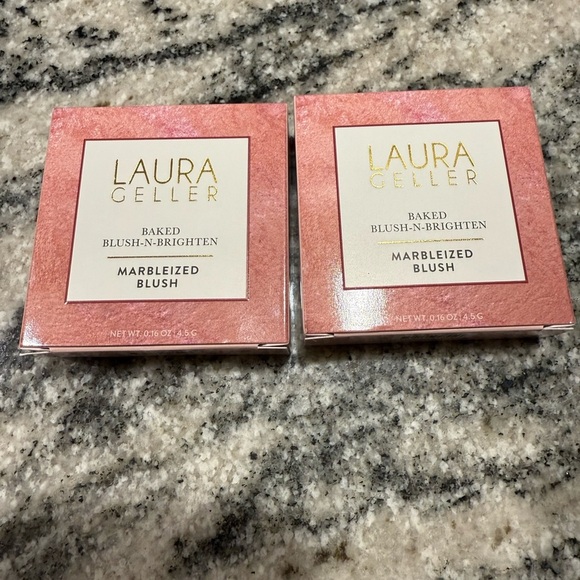 LAURA
GELLER
BAKED
BLUSH-N-BRIGHTEN
MARBLEIZED
BLUSH
NET WT. 0.16 OZ | 4.5 G
LAURA
GELLER
BAKED
BLUSH-N-BRIGHTEN
MARBLEIZED
BLUSH
NET WT. 0.16 OZ | 4.5 G